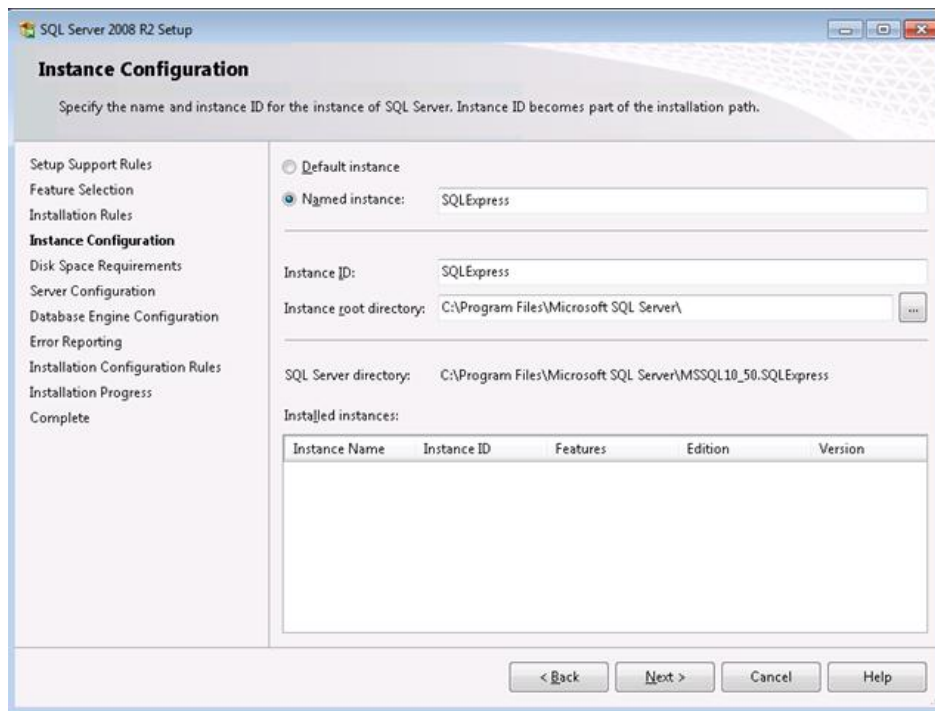 SQL Server 2008 R2 Setup
Instance Configuration
Specify the name and instance ID for the instance of SQL Server. Instance ID becomes part of the installation path.
Setup Support Rules
Feature Selection
Installation Rules
Instance Configuration
Disk Space Requirements
Server Configuration
Database Engine Configuration
Error Reporting
Installation Configuration Rules
Installation Progress
Complete
Default instance
Named instance: SQLExpress
Instance ID: SQLExpress
Instance root directory: C:\Program Files\Microsoft SQL Server\ ...
SQL Server directory: C:\Program Files\Microsoft SQL Server\MSSQL10_50.SQLExpress
Installed instances:
Instance Name Instance ID Features Edition Version
< Back Next > Cancel Help